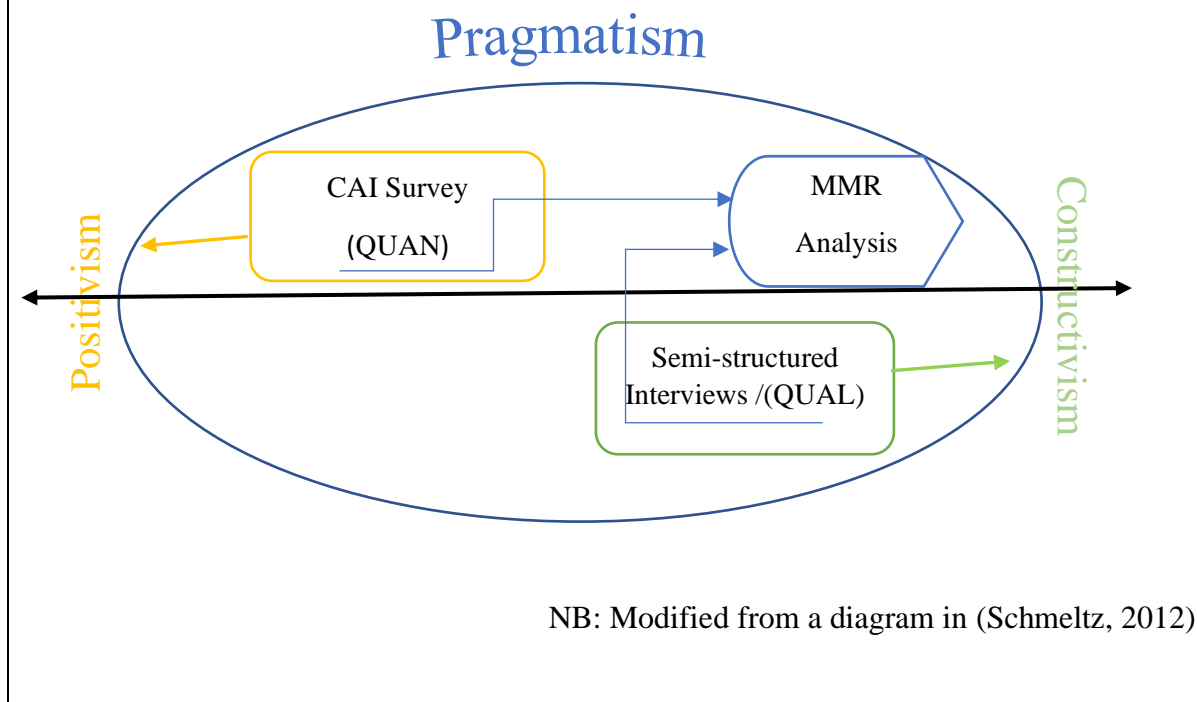 Pragmatism
CAI Survey
(QUAN)
MMR
Analysis
Positivism
Constructivism
Semi-structured
Interviews /(QUAL)
NB: Modified from a diagram in (Schmeltz, 2012)